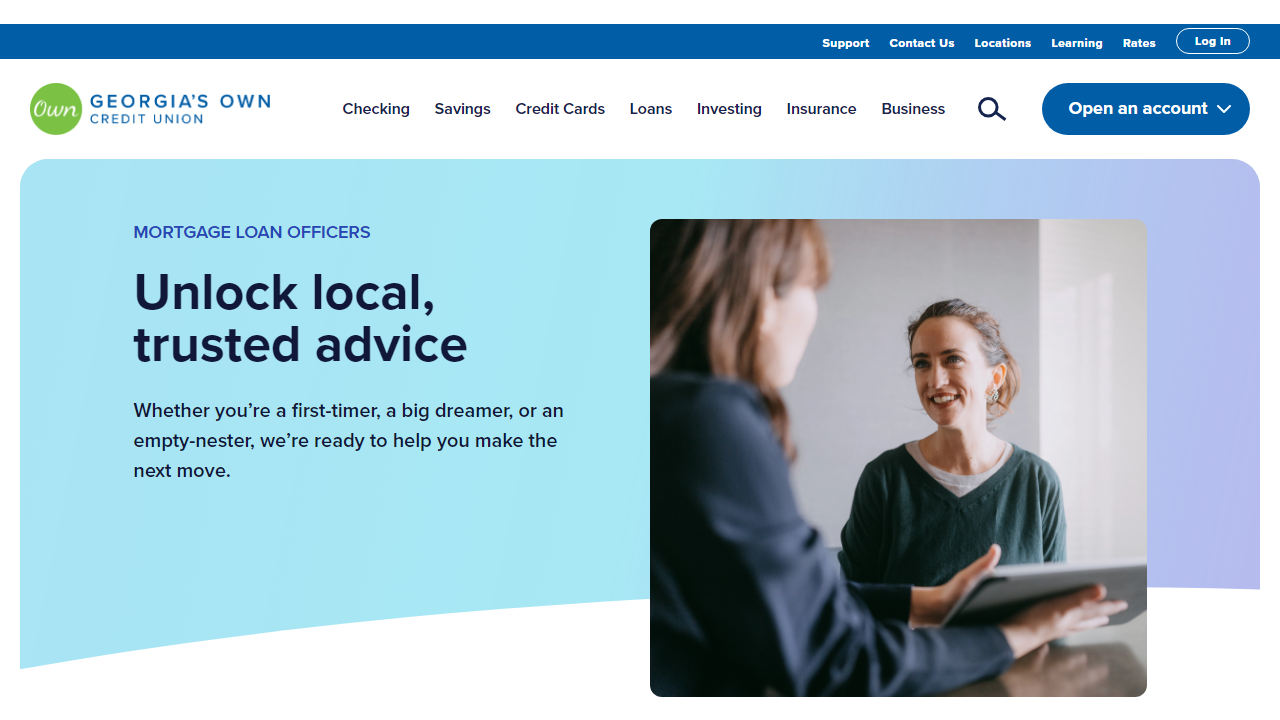 Support Contact Us Locations Learning Rates Log In
Own GEORGIA'S OWN
CREDIT UNION
Checking Savings Credit Cards Loans Investing Insurance Business Open an account
MORTGAGE LOAN OFFICERS
Unlock local,
trusted advice
Whether you’re a first-timer, a big dreamer, or an
empty-nester, we’re ready to help you make the
next move.